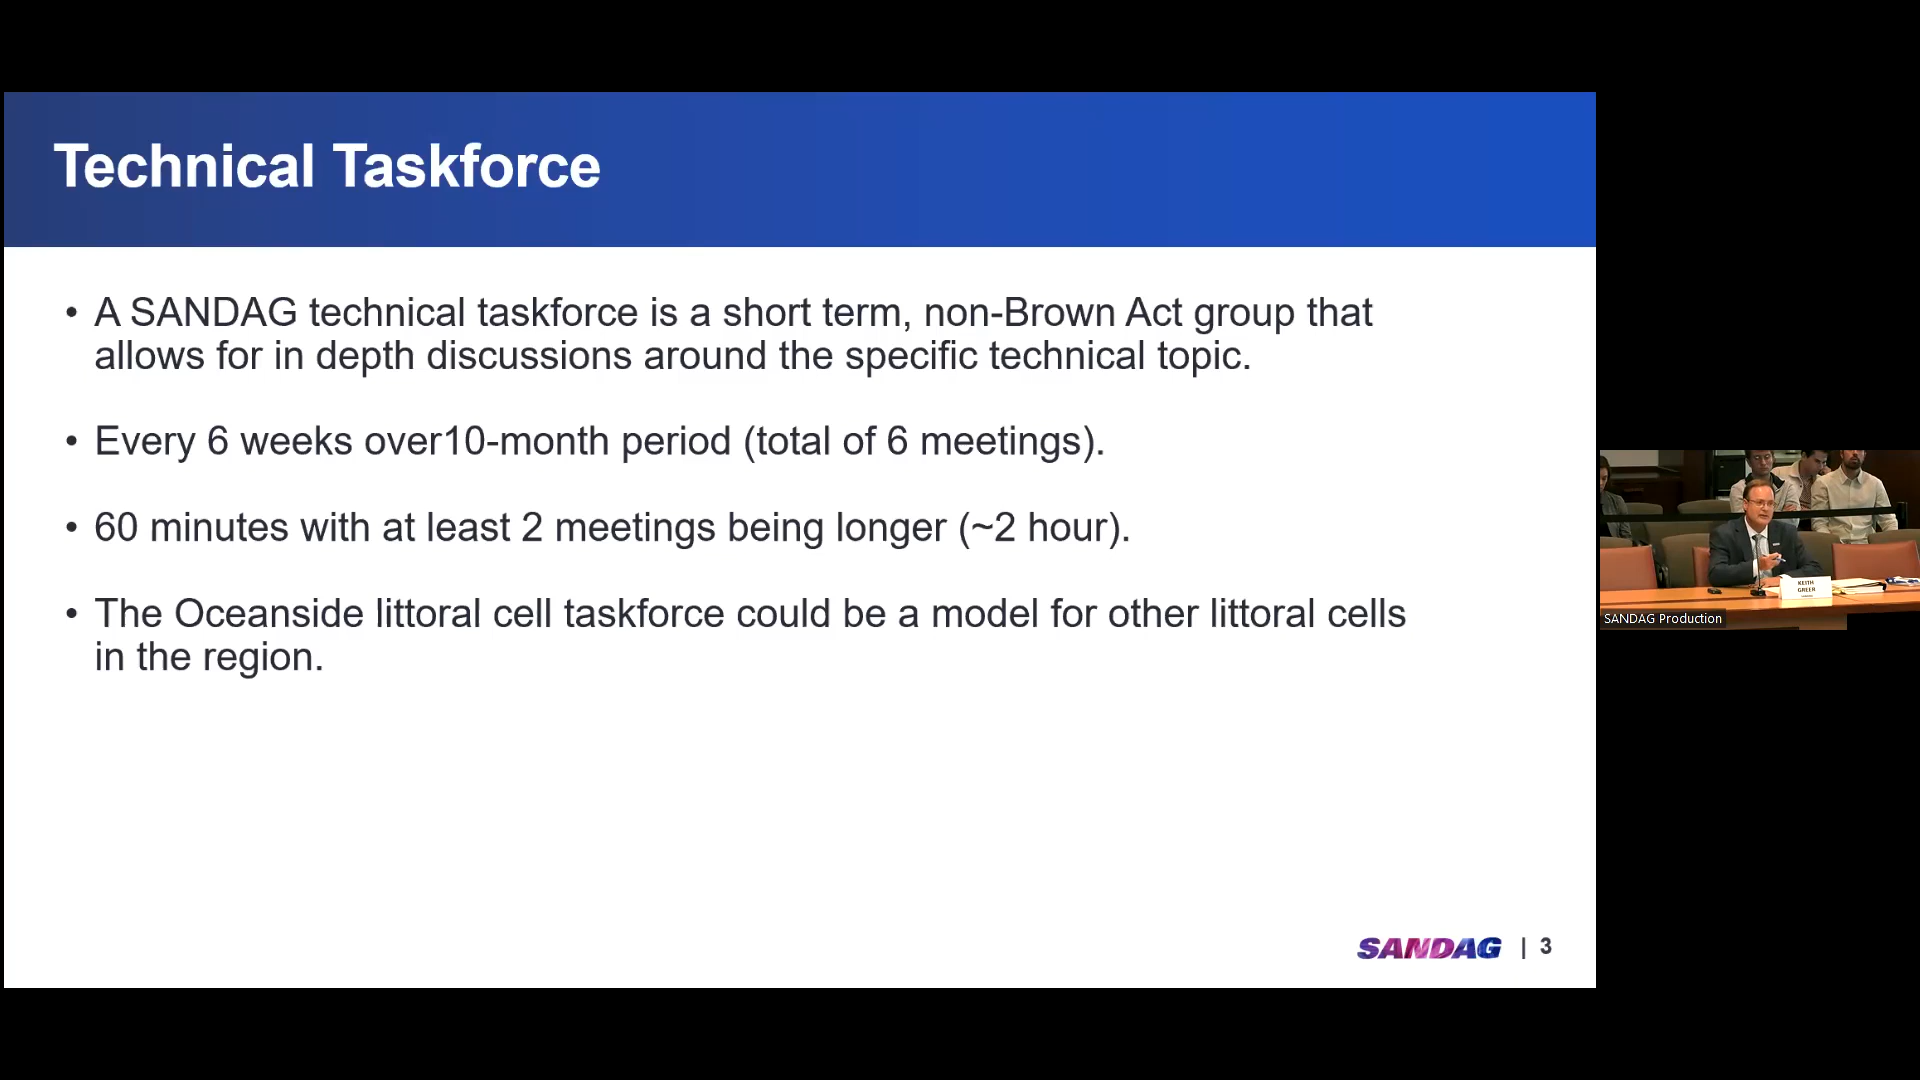 Technical Taskforce
• A SANDAG technical taskforce is a short term, non-Brown Act group that
allows for in depth discussions around the specific technical topic.
• Every 6 weeks over10-month period (total of 6 meetings).
• 60 minutes with at least 2 meetings being longer (~2 hour).
• The Oceanside littoral cell taskforce could be a model for other littoral cells
in the region.
SANDAG | 3
KEITH
GREER
SANDAG Production